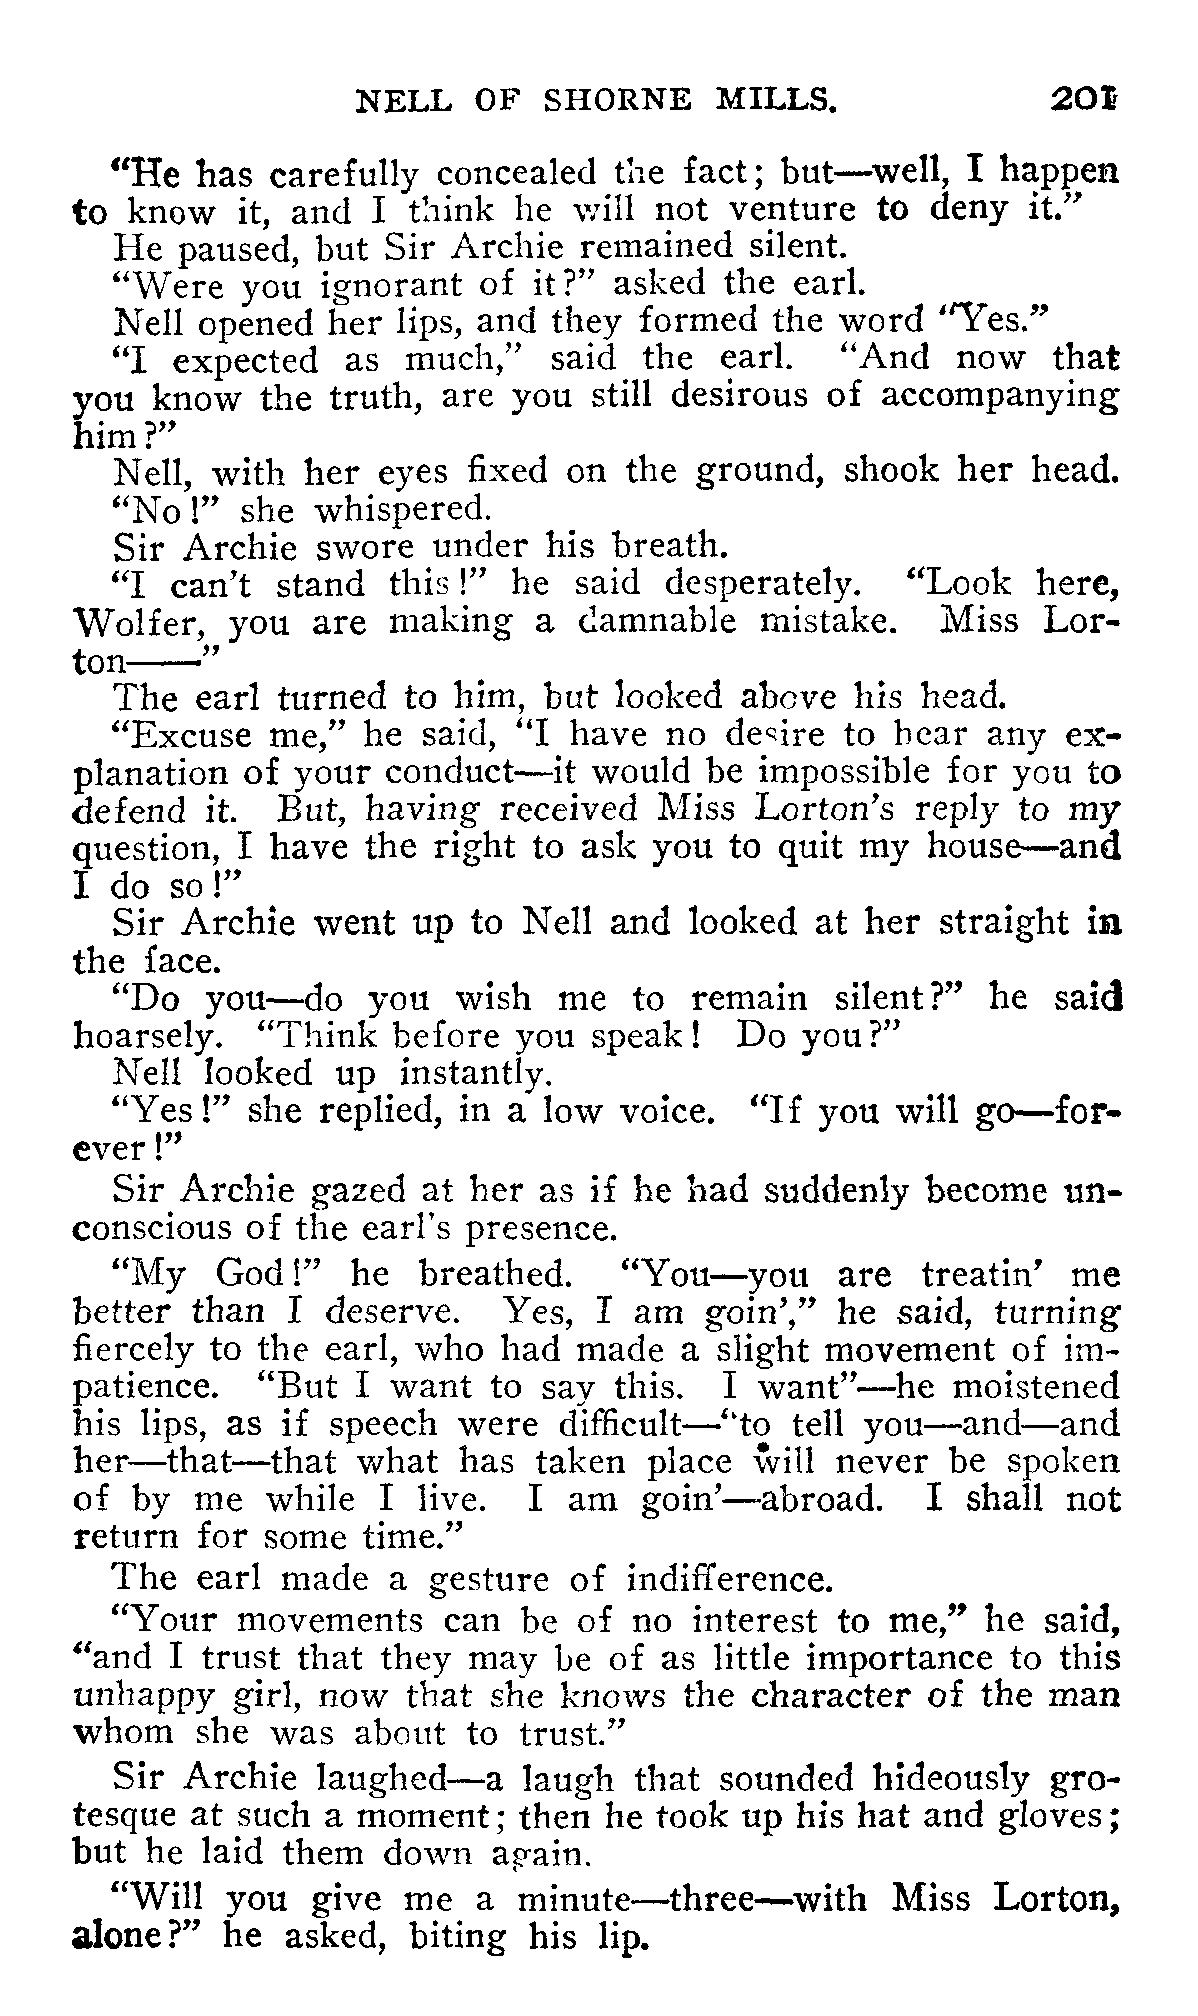 NELL OF SHORNE MILLS. 201
“He has carefully concealed the fact; but—well, I happen
to know it, and I think he will not venture to deny it.”
He paused, but Sir Archie remained silent.
“Were you ignorant of it?” asked the earl.
Nell opened her lips, and they formed the word “Yes.”
“I expected as much,” said the earl. “And now that
you know the truth, are you still desirous of accompanying
him?”
Nell, with her eyes fixed on the ground, shook her head.
“No!” she whispered.
Sir Archie swore under his breath.
“I can't stand this!” he said desperately. “Look here,
Wolfer, you are making a damnable mistake. Miss Lor-
ton——”
The earl turned to him, but looked above his head.
“Excuse me,” he said, “I have no desire to hear any ex-
planation of your conduct—it would be impossible for you to
defend it. But, having received Miss Lorton's reply to my
question, I have the right to ask you to quit my house—and
I do so!”
Sir Archie went up to Nell and looked at her straight in
the face.
“Do you—do you wish me to remain silent?” he said
hoarsely. “Think before you speak! Do you?”
Nell looked up instantly.
“Yes!” she replied, in a low voice. “If you will go—for-
ever!”
Sir Archie gazed at her as if he had suddenly become un-
conscious of the earl's presence.
“My God!” he breathed. “You—you are treatin' me
better than I deserve. Yes, I am goin',” he said, turning
fiercely to the earl, who had made a slight movement of im-
patience. “But I want to say this. I want”—he moistened
his lips, as if speech were difficult—“to tell you—and—and
her—that—that what has taken place will never be spoken
of by me while I live. I am goin'—abroad. I shall not
return for some time.”
The earl made a gesture of indifference.
“Your movements can be of no interest to me,” he said,
“and I trust that they may be of as little importance to this
unhappy girl, now that she knows the character of the man
whom she was about to trust.”
Sir Archie laughed—a laugh that sounded hideously gro-
tesque at such a moment; then he took up his hat and gloves;
but he laid them down again.
“Will you give me a minute—three—with Miss Lorton,
alone?” he asked, biting his lip.